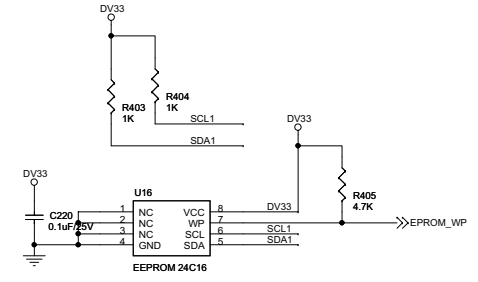 DV33
R403
1K
R404
1K
SCL1
SDA1
DV33
DV33
C220
0.1uF/25V
U16
1 NC VCC 8 DV33
2 NC WP 7
3 NC SCL 6 SCL1
4 GND SDA 5 SDA1
EEPROM 24C16
R405
4.7K
EPROM_WP